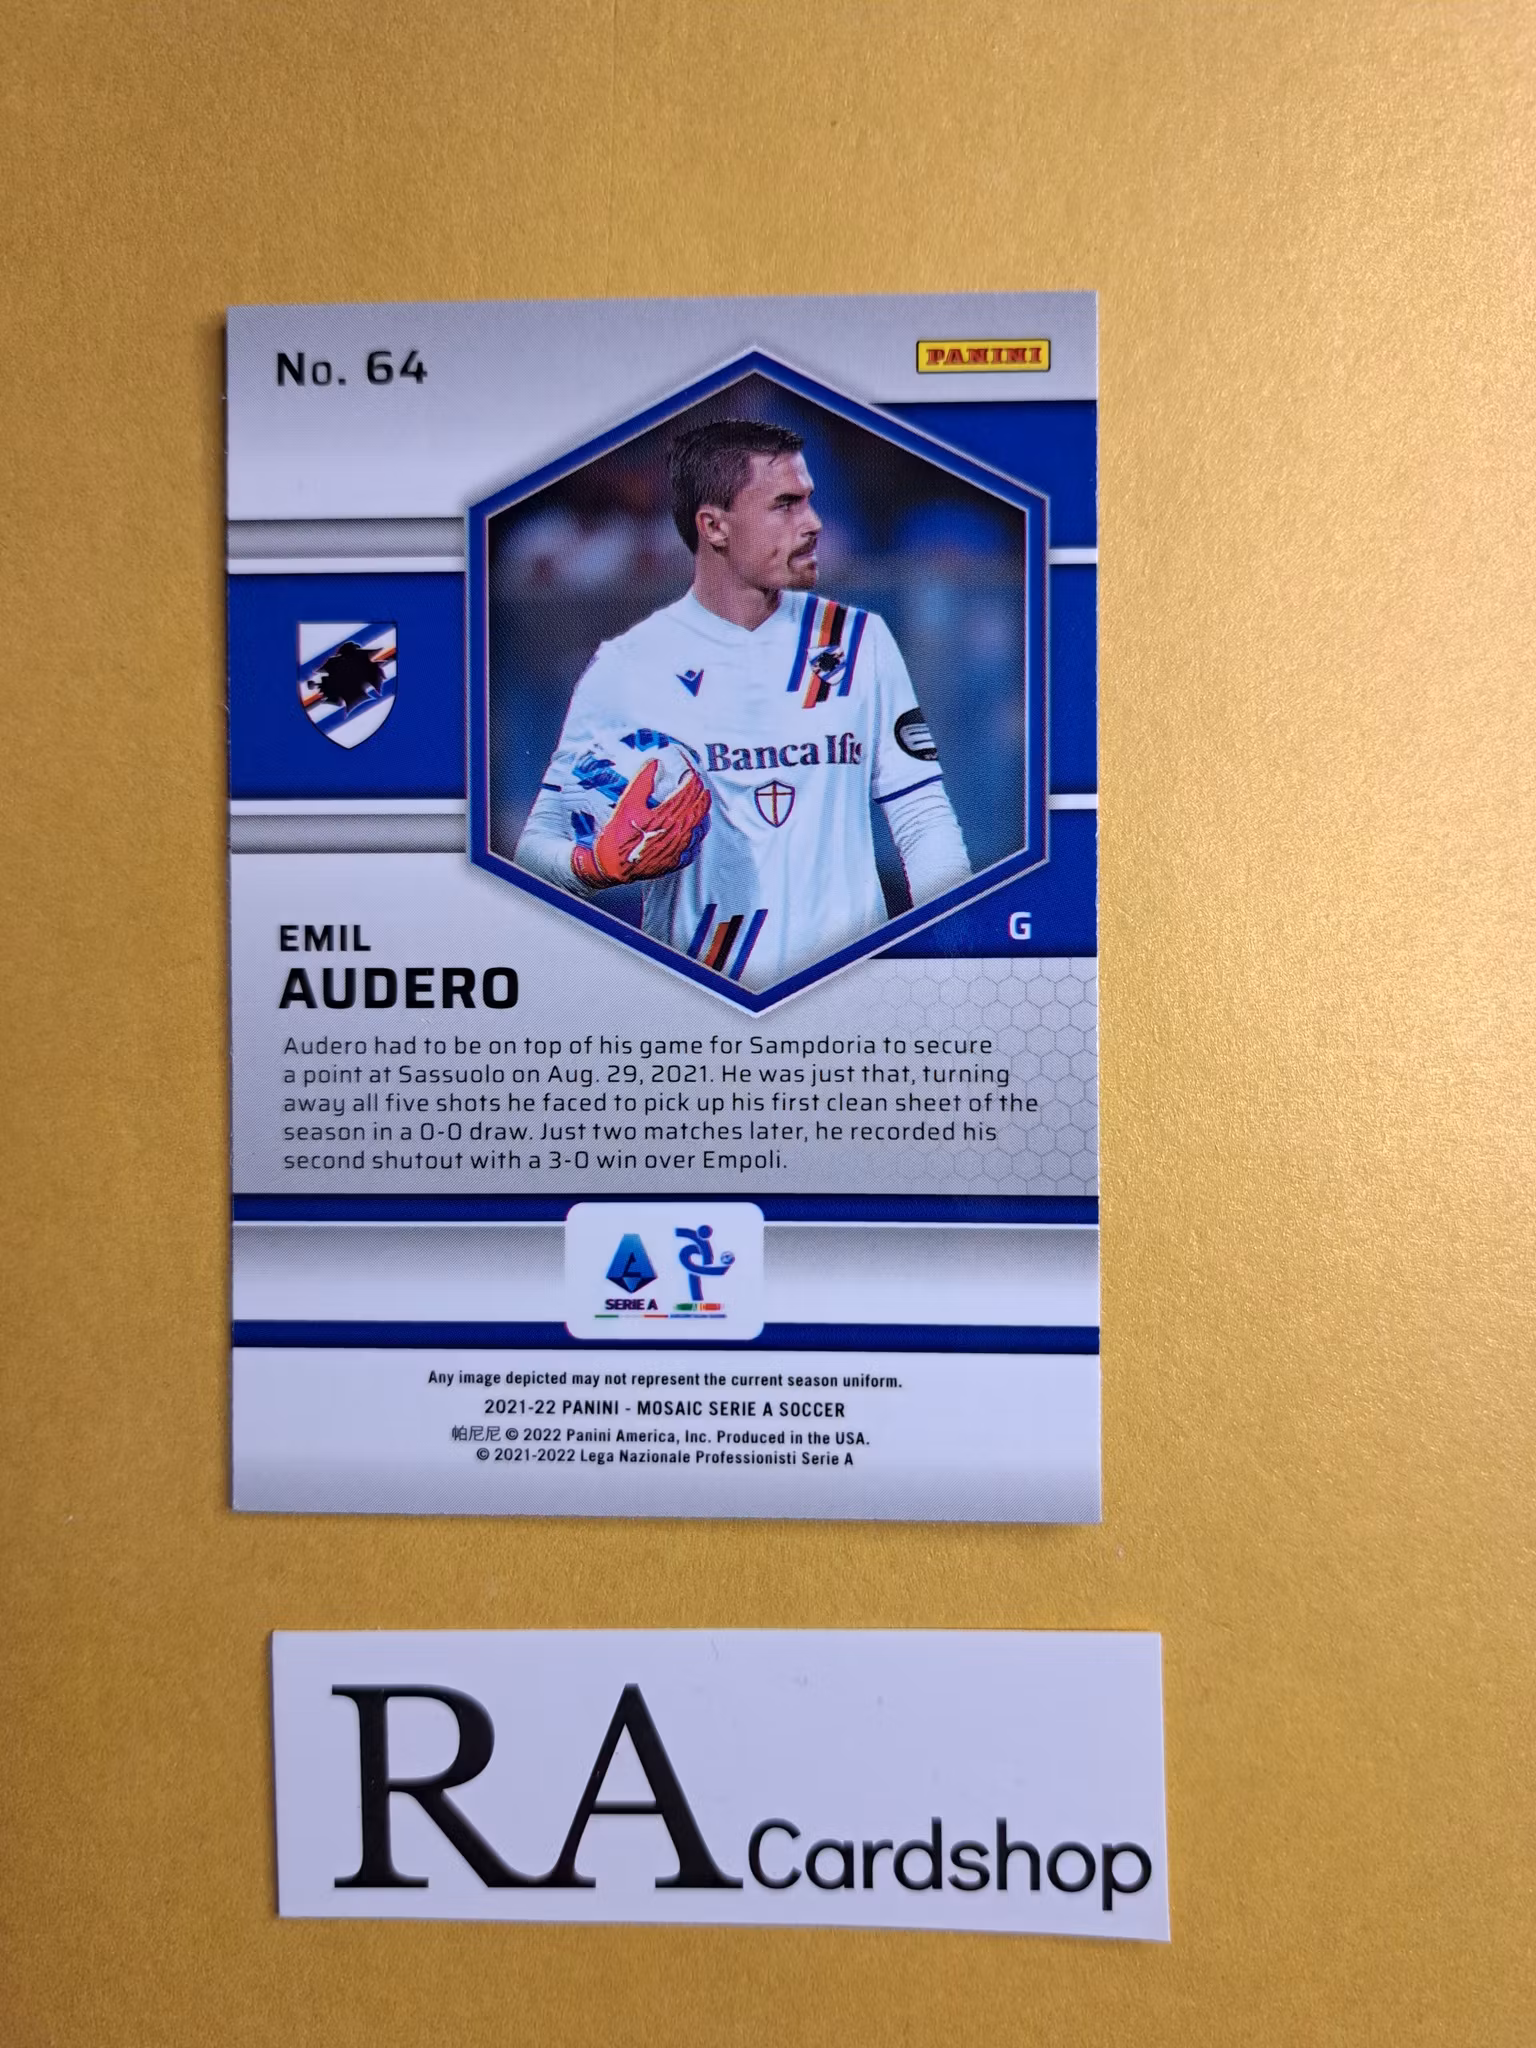 No. 64
PANINI
Banca Ifis
G
EMIL
AUDERO
Audero had to be on top of his game for Sampdoria to secure
a point at Sassuolo on Aug. 29, 2021. He was just that, turning
away all five shots he faced to pick up his first clean sheet of the
season in a 0-0 draw. Just two matches later, he recorded his
second shutout with a 3-0 win over Empoli.
SERIE A
Any image depicted may not represent the current season uniform.
2021-22 PANINI - MOSAIC SERIE A SOCCER
帕尼尼 © 2022 Panini America, Inc. Produced in the USA.
© 2021-2022 Lega Nazionale Professionisti Serie A
RA Cardshop